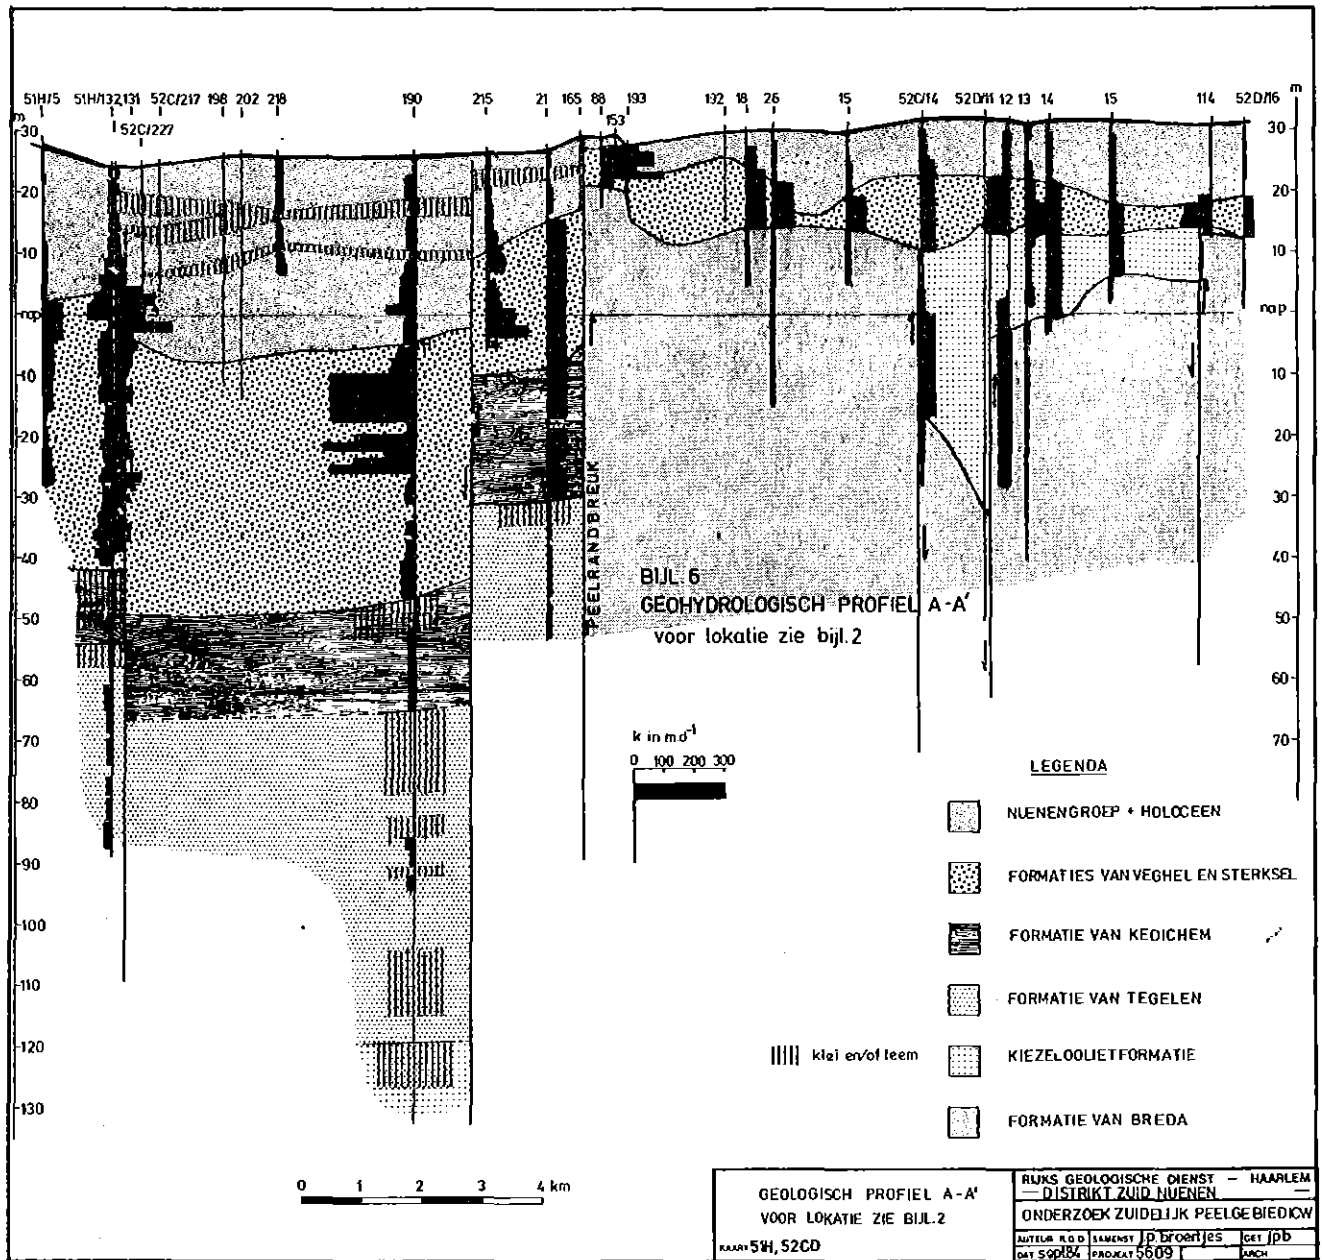 51H/5 51H/132 131 52C/217 198 202 218 190 215 21 165 88 193 192 18 26 15 52C/14 52D/11 12 13 14 15 114 52D/16
52C/227 153
m m
30 30
20 20
10 10
nap nap
10 10
20 20
30 30
40 40
50 50
60 60
70 70
80
90
100
110
120
130
PEELRANDBREUK
BIJL 6
GEOHYDROLOGISCH PROFIEL A-A'
voor lokatie zie bijl.2
k in m.d⁻¹
0 100 200 300
LEGENDA
NUENENGROEP + HOLOCEEN
FORMATIES VAN VEGHEL EN STERKSEL
FORMATIE VAN KEDICHEM
FORMATIE VAN TEGELEN
klei en/of leem
KIEZELOOLIETFORMATIE
FORMATIE VAN BREDA
0 1 2 3 4 km
GEOLOGISCH PROFIEL A-A'
VOOR LOKATIE ZIE BIJL.2
KAART 51H, 52CD
RIJKS GEOLOGISCHE DIENST — HAARLEM
— DISTRIKT ZUID NUENEN —
ONDERZOEK ZUIDELIJK PEELGEBIED ICW
AUTEUR R.G.D SAMENST J.P. broertjes GET jpb
DAT sept 84 PROJEKT 5609 ARCH